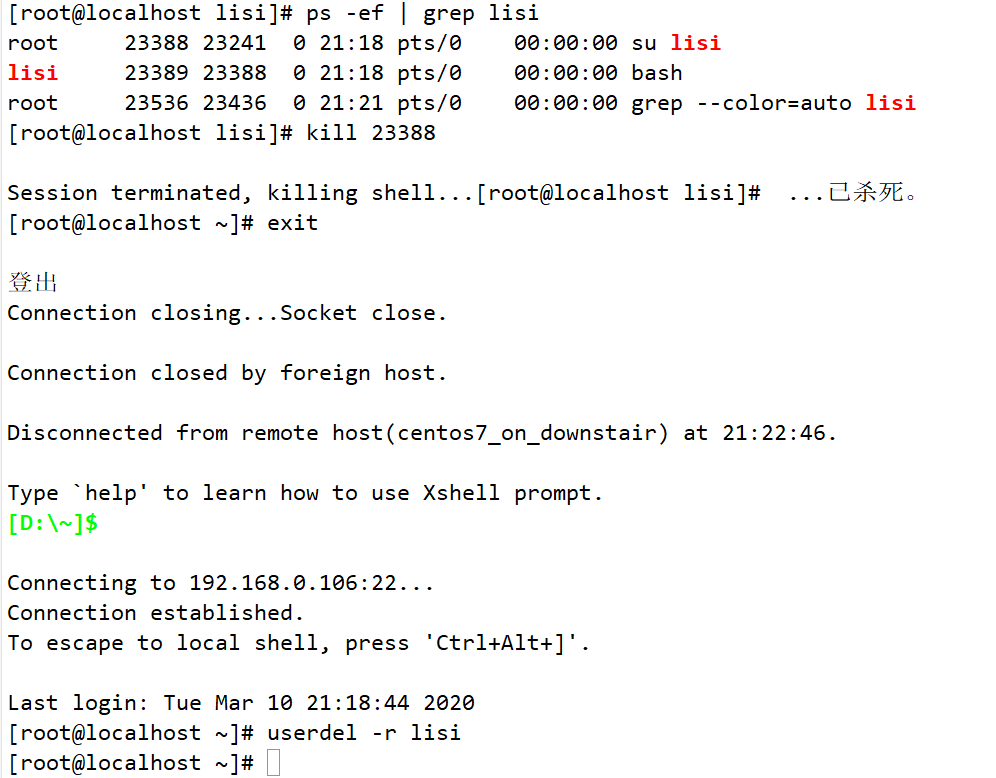 [root@localhost lisi]# ps -ef | grep lisi
root     23388 23241  0 21:18 pts/0    00:00:00 su lisi
lisi     23389 23388  0 21:18 pts/0    00:00:00 bash
root     23536 23436  0 21:21 pts/0    00:00:00 grep --color=auto lisi
[root@localhost lisi]# kill 23388
Session terminated, killing shell...[root@localhost lisi]#  ...已杀死。
[root@localhost ~]# exit
登出
Connection closing...Socket close.
Connection closed by foreign host.
Disconnected from remote host(centos7_on_downstair) at 21:22:46.
Type `help' to learn how to use Xshell prompt.
[D:\~]$
Connecting to 192.168.0.106:22...
Connection established.
To escape to local shell, press 'Ctrl+Alt+]'.
Last login: Tue Mar 10 21:18:44 2020
[root@localhost ~]# userdel -r lisi
[root@localhost ~]#